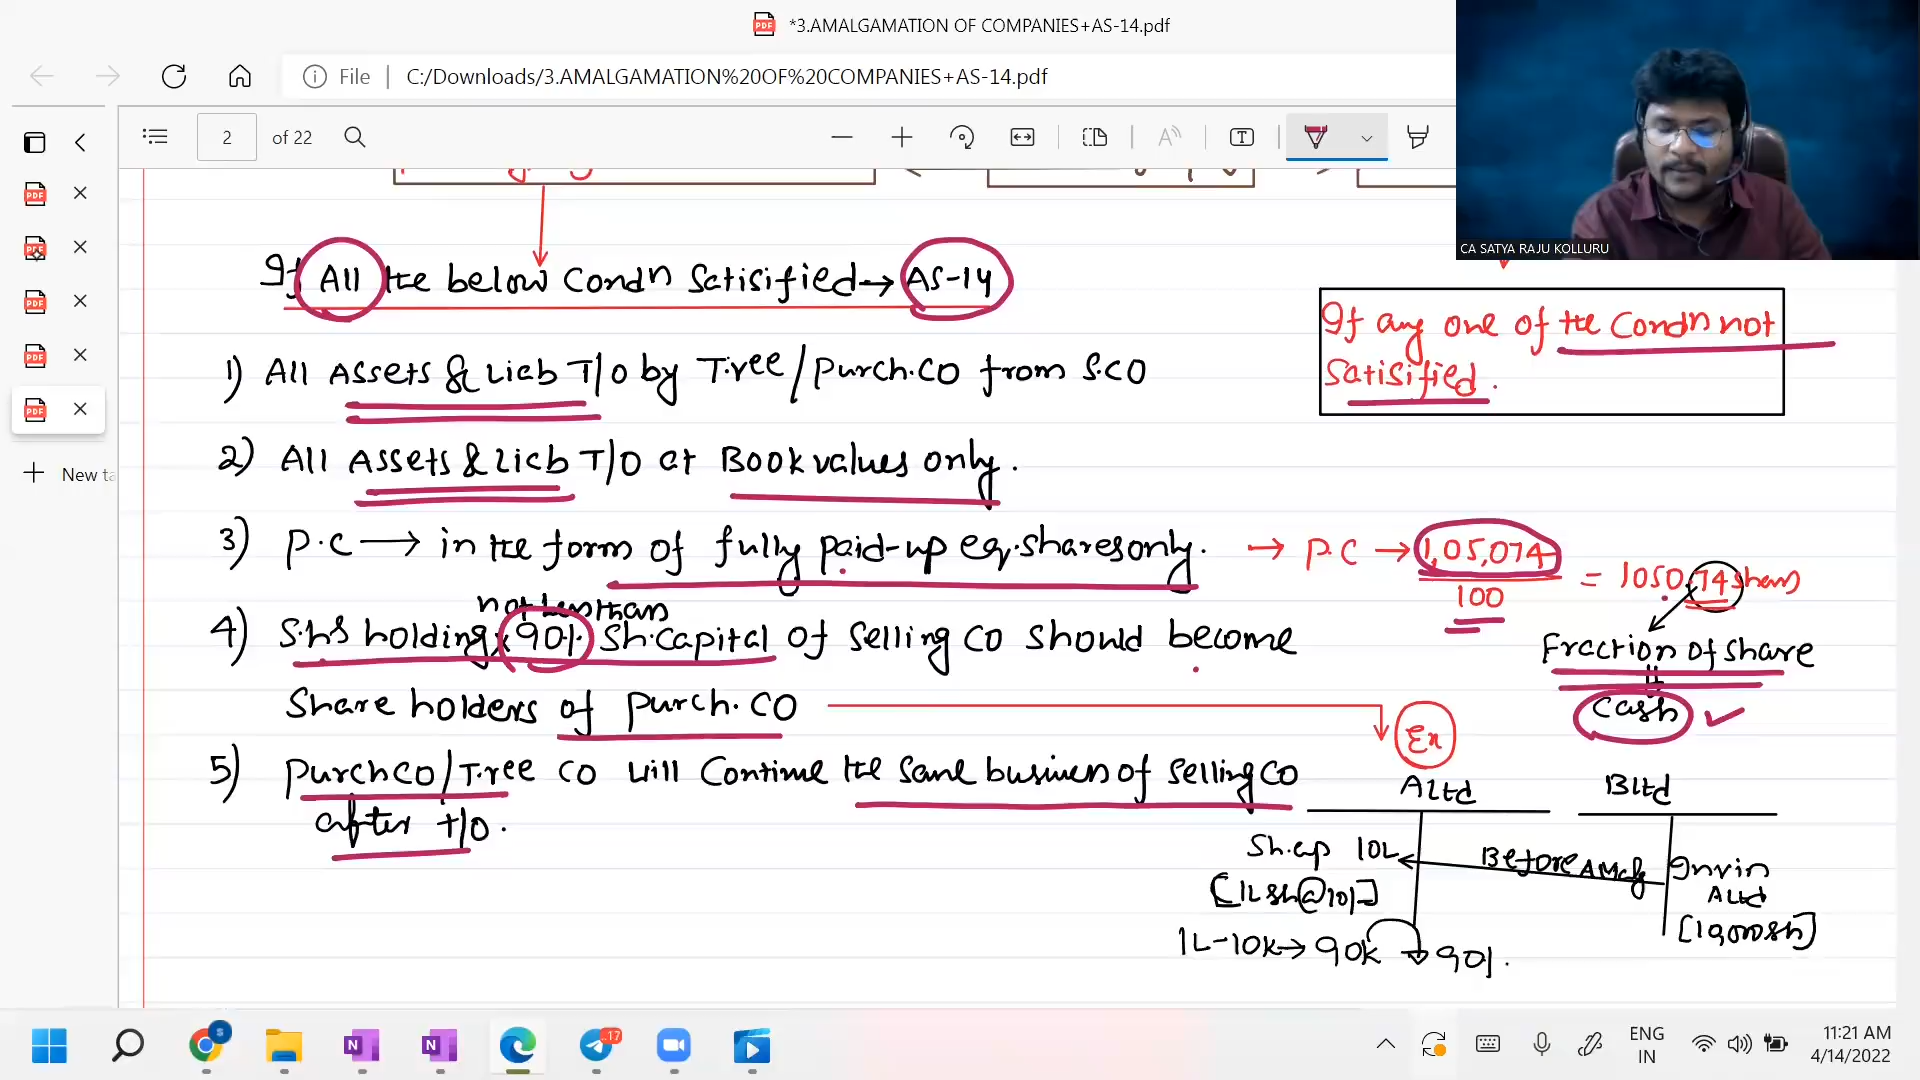 *3.AMALGAMATION OF COMPANIES+AS-14.pdf
File
C:/Downloads/3.AMALGAMATION%20OF%20COMPANIES+AS-14.pdf
2 of 22
CA SATYA RAJU KOLLURU
If All the below Condn Satisified → AS-14
If any one of the Condn not
Satisified.
1) All Assets & Liab T/O by T.ree/Purch.CO from S.CO
2) All Assets & Liab T/O at Book values only.
3) P.C → in the form of fully paid-up eq.shares only. → P.C → 1,05,074
100
= 1050.74 shares
Fraction of share
Cash
not less than
4) S.hs holding 90% Sh.Capital of Selling CO should become
Share holders of Purch.CO
Ex
5) Purch CO/T.ree CO will Continue the same business of Selling CO
after T/O.
A Ltd
B Ltd
Sh.cap 10L
[1L sh@10/-]
Before Amalg
Inv in
A Ltd
[10000sh]
1L-10K → 90K → 90%.
New ta
17
ENG
IN
11:21 AM
4/14/2022